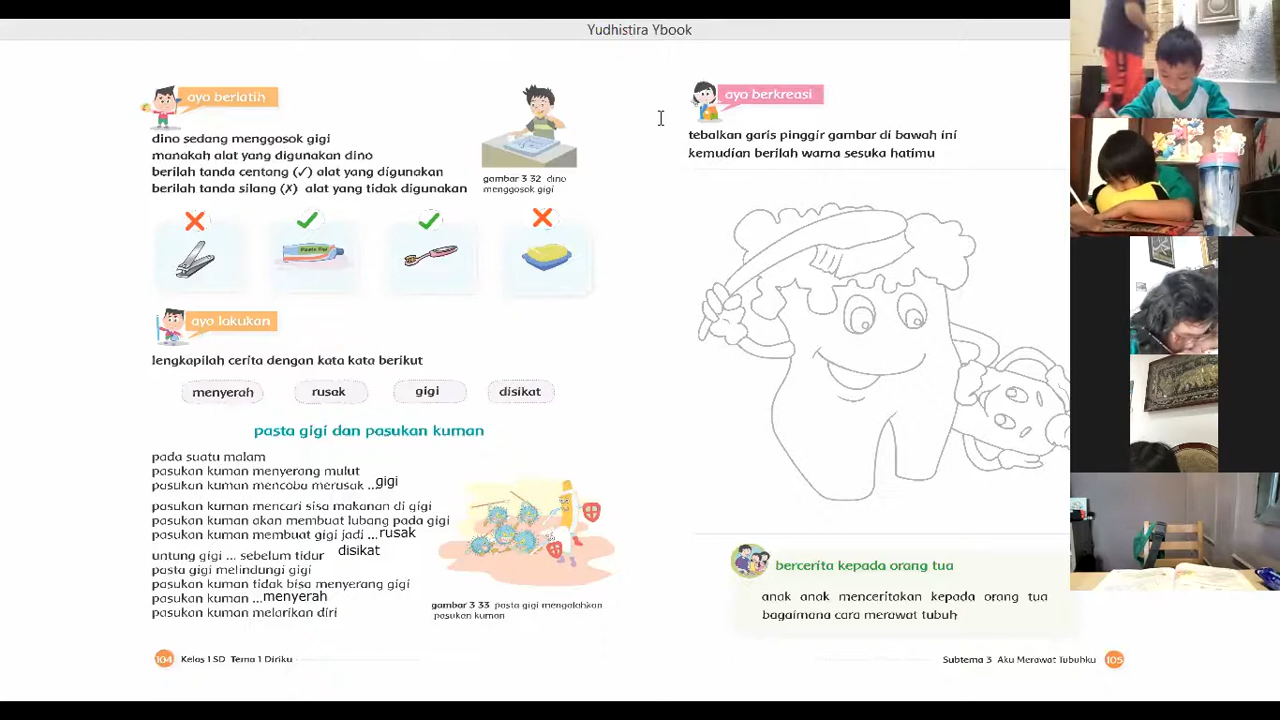 Yudhistira Ybook
ayo berlatih
dino sedang menggosok gigi
manakah alat yang digunakan dino
berilah tanda centang (✓) alat yang digunakan
berilah tanda silang (✗) alat yang tidak digunakan
gambar 3 32 dino
menggosok gigi
Pasta Gigi
ayo lakukan
lengkapilah cerita dengan kata kata berikut
menyerah rusak gigi disikat
pasta gigi dan pasukan kuman
pada suatu malam
pasukan kuman menyerang mulut
pasukan kuman mencoba merusak ...gigi
pasukan kuman mencari sisa makanan di gigi
pasukan kuman akan membuat lubang pada gigi
pasukan kuman membuat gigi jadi ...rusak
untung gigi ... sebelum tidur disikat
pasta gigi melindungi gigi
pasukan kuman tidak bisa menyerang gigi
pasukan kuman ...menyerah
pasukan kuman melarikan diri
gambar 3 33 pasta gigi mengalahkan
pasukan kuman
104 Kelas I SD Tema 1 Diriku
ayo berkreasi
tebalkan garis pinggir gambar di bawah ini
kemudian berilah warna sesuka hatimu
bercerita kepada orang tua
anak anak menceritakan kepada orang tua
bagaimana cara merawat tubuh
Subtema 3 Aku Merawat Tubuhku 105